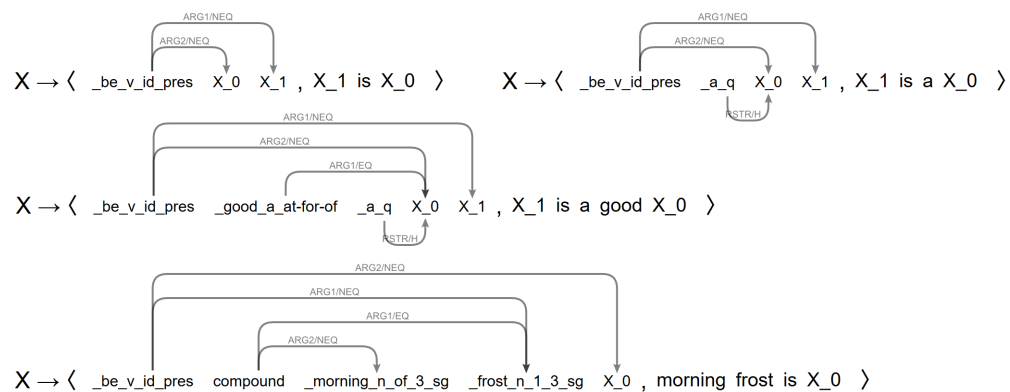 ARG1/NEQ
ARG2/NEQ
X → ⟨ _be_v_id_pres X_0 X_1 , X_1 is X_0 ⟩
ARG1/NEQ
ARG2/NEQ
X → ⟨ _be_v_id_pres _a_q X_0 X_1 , X_1 is a X_0 ⟩
RSTR/H
ARG1/NEQ
ARG2/NEQ
ARG1/EQ
X → ⟨ _be_v_id_pres _good_a_at-for-of _a_q X_0 X_1 , X_1 is a good X_0 ⟩
RSTR/H
ARG2/NEQ
ARG1/NEQ
ARG1/EQ
ARG2/NEQ
X → ⟨ _be_v_id_pres compound _morning_n_of_3_sg _frost_n_1_3_sg X_0 , morning frost is X_0 ⟩